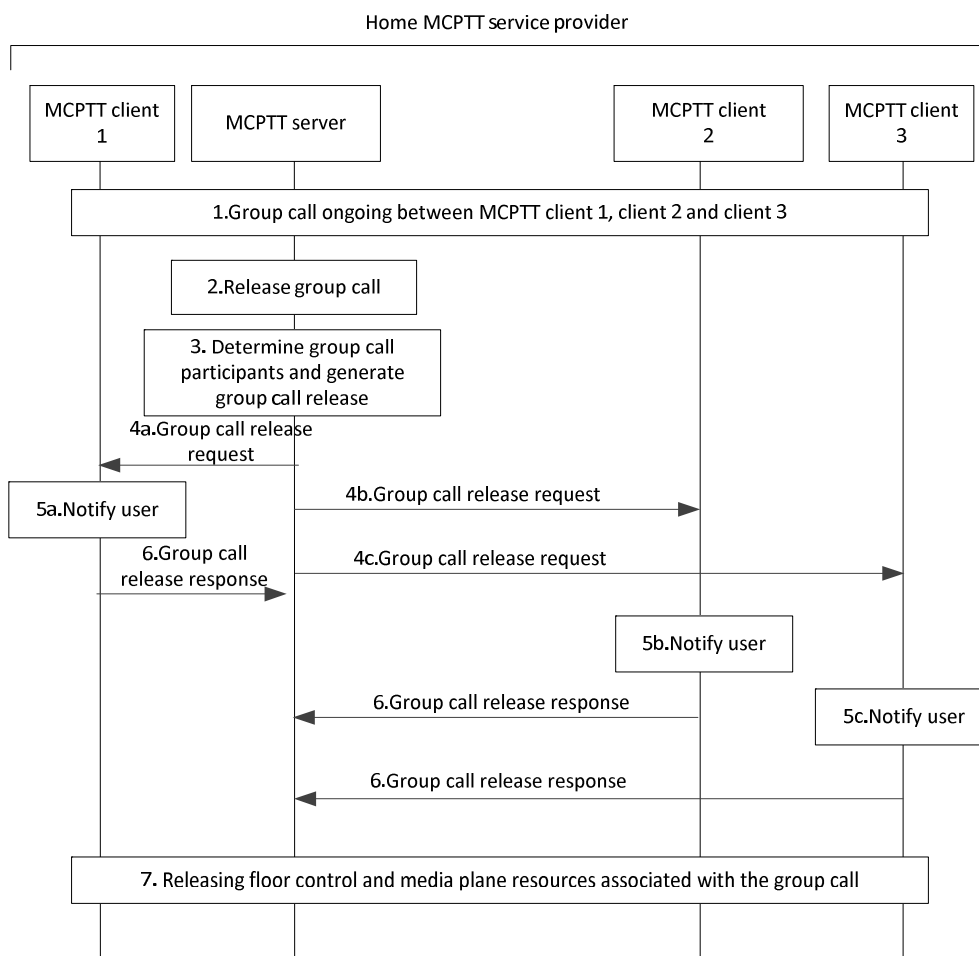 Home MCPTT service provider
MCPTT client
1
MCPTT server
MCPTT client
2
MCPTT client
3
1.Group call ongoing between MCPTT client 1, client 2 and client 3
2.Release group call
3. Determine group call
participants and generate
group call release
4a.Group call release
request
5a.Notify user
4b.Group call release request
6.Group call
release response
4c.Group call release request
5b.Notify user
6.Group call release response
5c.Notify user
6.Group call release response
7. Releasing floor control and media plane resources associated with the group call